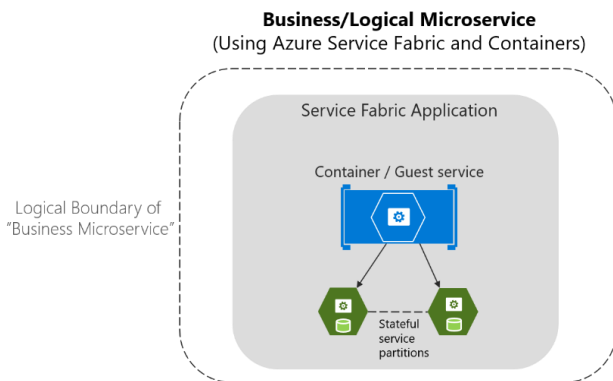 Business/Logical Microservice
(Using Azure Service Fabric and Containers)
Service Fabric Application
Container / Guest service
Logical Boundary of
"Business Microservice"
Stateful
service
partitions